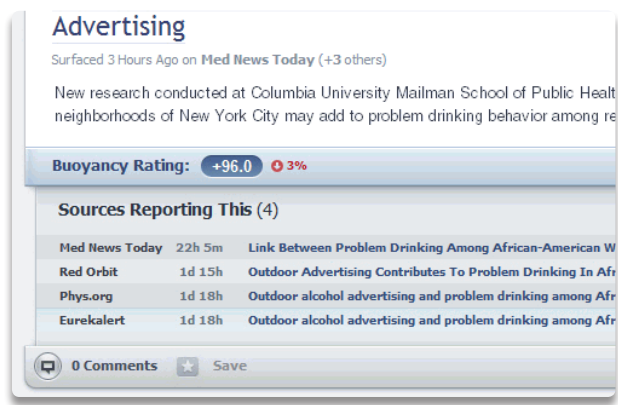 Advertising
Surfaced 3 Hours Ago on Med News Today (+3 others)
New research conducted at Columbia University Mailman School of Public Healt
neighborhoods of New York City may add to problem drinking behavior among re
Buoyancy Rating: +96.0 3%
Sources Reporting This (4)
Med News Today 22h 5m Link Between Problem Drinking Among African-American W
Red Orbit 1d 15h Outdoor Advertising Contributes To Problem Drinking In Afr
Phys.org 1d 18h Outdoor alcohol advertising and problem drinking among Afr
Eurekalert 1d 18h Outdoor alcohol advertising and problem drinking among Afr
0 Comments Save